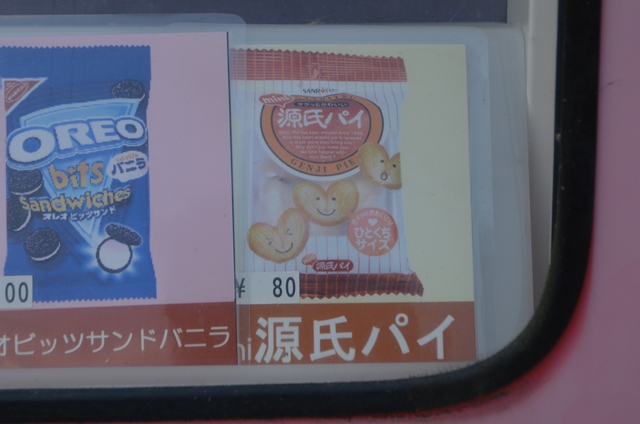 OREO
bits
バニラ
Sandwiches
オレオ ビッツサンド
00
オビッツサンドバニラ
SANRITSU
mini
源氏パイ
GENJI PIE
ひとくち
サイズ
源氏パイ
¥ 80
ni 源氏パイ